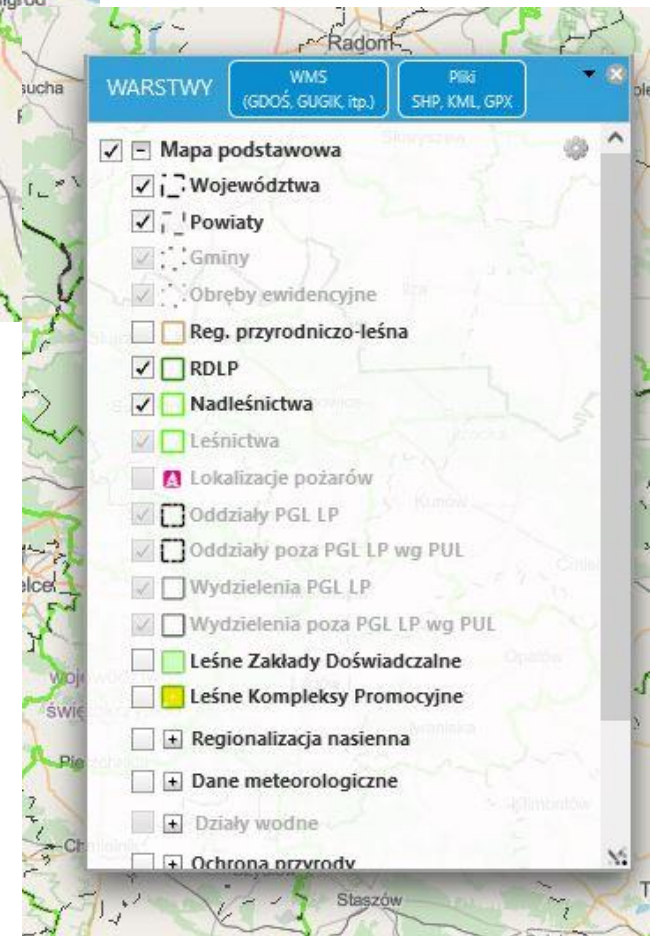 Radom
sucha
WARSTWY
WMS
(GDOŚ, GUGIK, itp.)
Pliki
SHP, KML, GPX
Mapa podstawowa
Województwa
Powiaty
Gminy
Obręby ewidencyjne
Reg. przyrodniczo-leśna
RDLP
Nadleśnictwa
Leśnictwa
Lokalizacje pożarów
Oddziały PGL LP
Oddziały poza PGL LP wg PUL
Wydzielenia PGL LP
Wydzielenia poza PGL LP wg PUL
Leśne Zakłady Doświadczalne
Leśne Kompleksy Promocyjne
Regionalizacja nasienna
Dane meteorologiczne
Działy wodne
Ochrona przyrody
Staszów